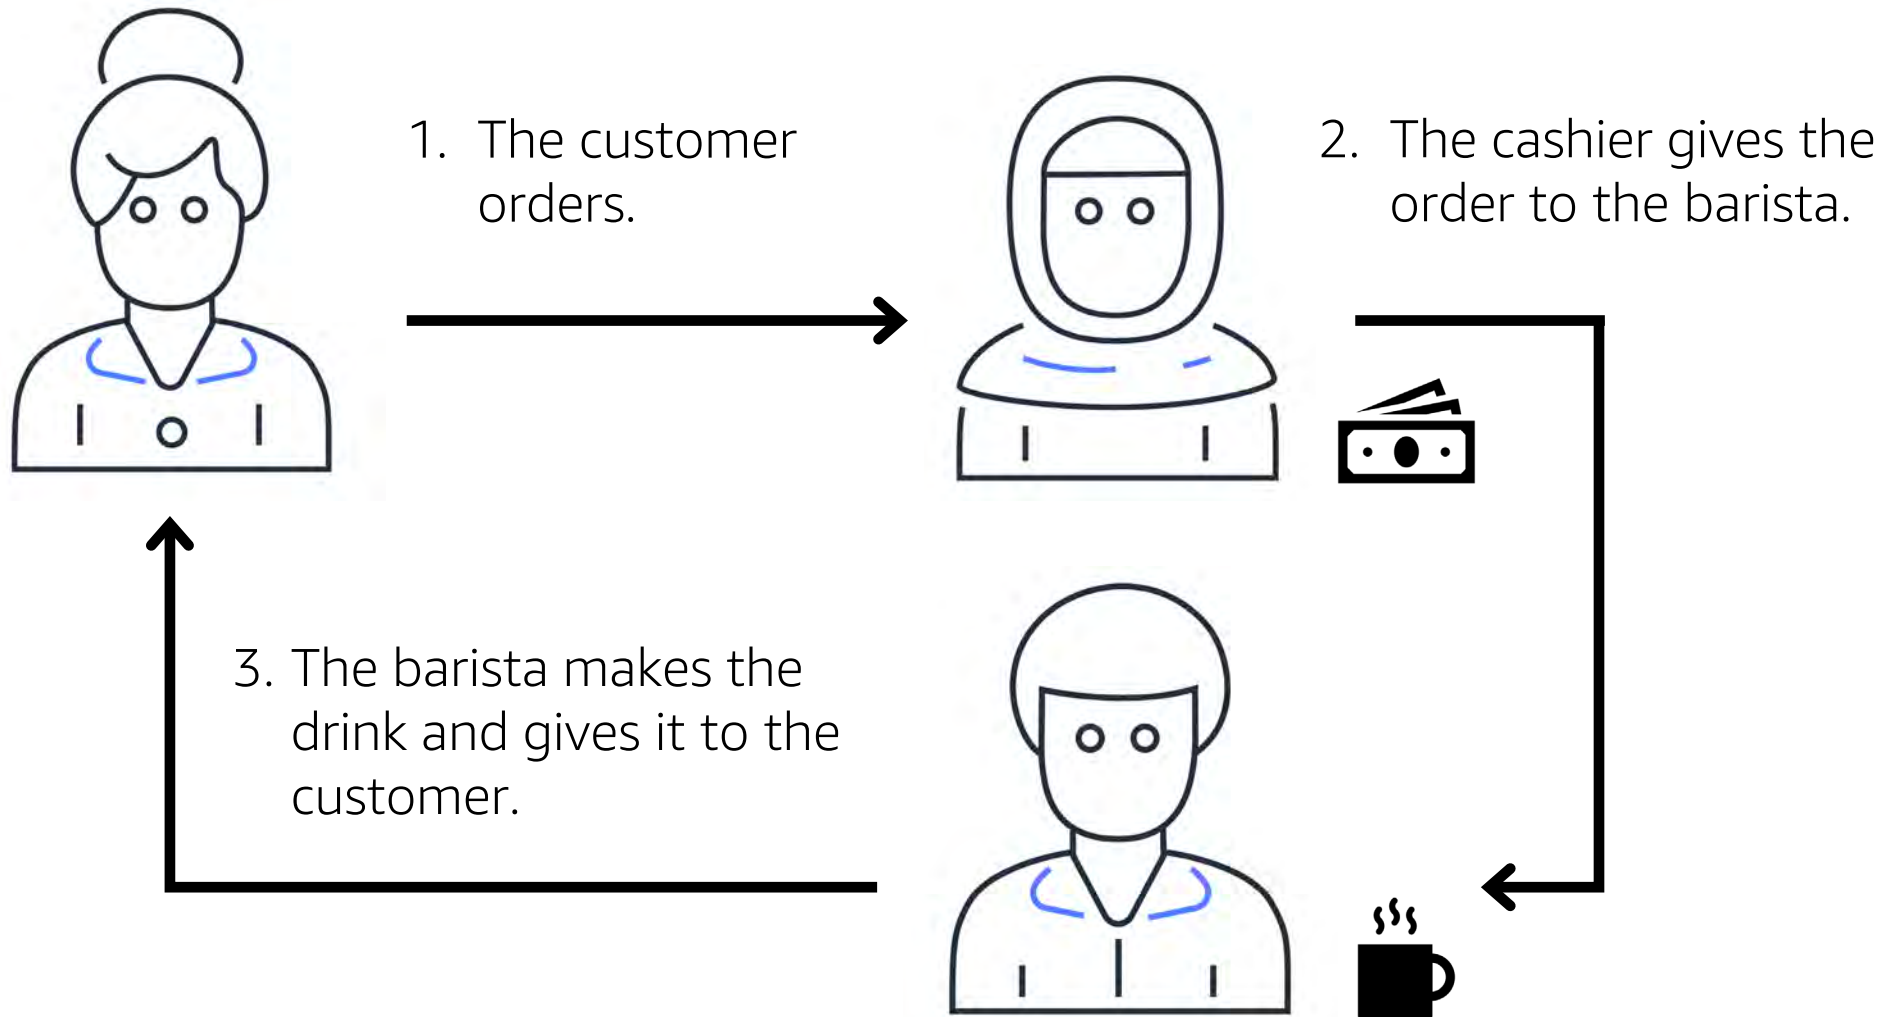 1. The customer
orders.
2. The cashier gives the
order to the barista.
3. The barista makes the
drink and gives it to the
customer.